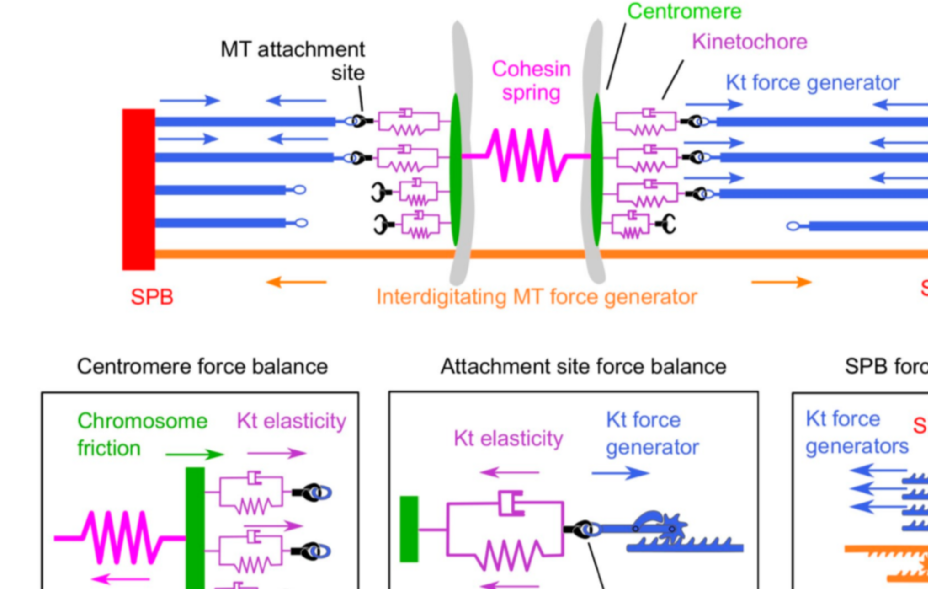 Centromere
MT attachment
site
Kinetochore
Cohesin
spring
Kt force generator
SPB
Interdigitating MT force generator
S
Centromere force balance
Attachment site force balance
SPB forc
Chromosome
friction
Kt elasticity
Kt elasticity
Kt force
generator
Kt force
generators
S